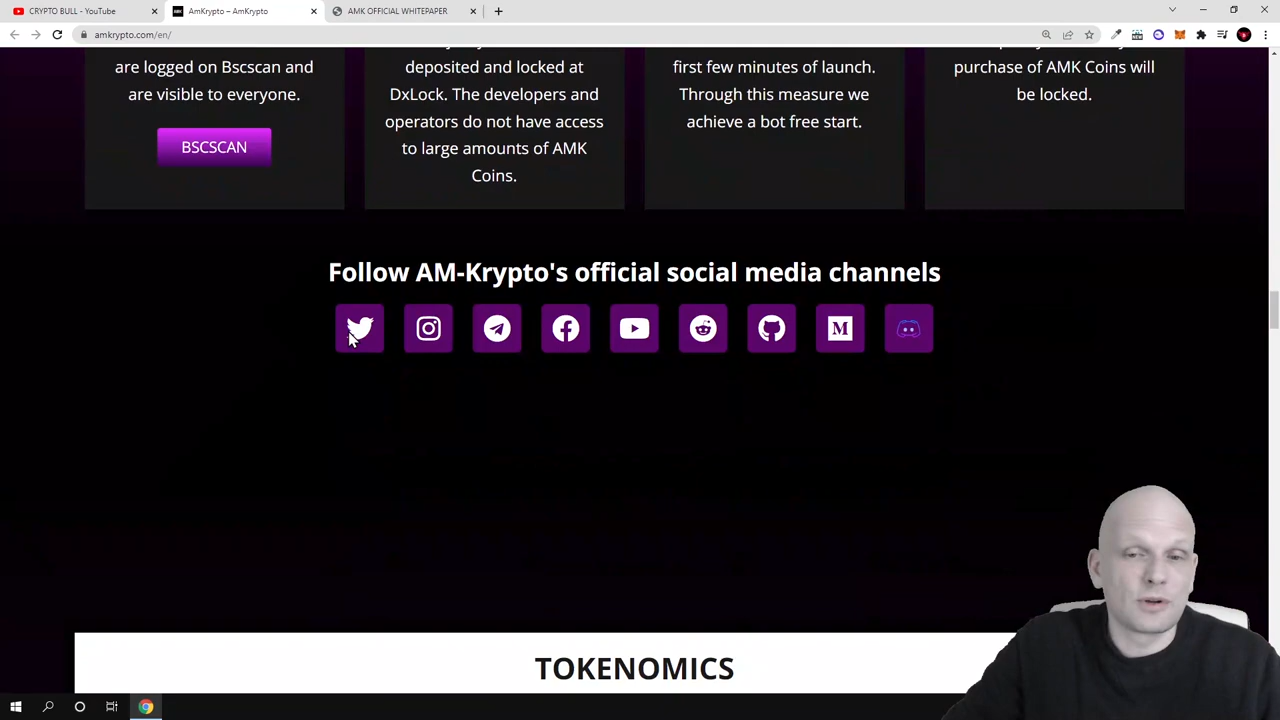 CRYPTO BULL - YouTube
AmKrypto – AmKrypto
AMK OFFICIAL WHITEPAPER
amkrypto.com/en/
are logged on Bscscan and
are visible to everyone.
BSCSCAN
deposited and locked at
DxLock. The developers and
operators do not have access
to large amounts of AMK
Coins.
first few minutes of launch.
Through this measure we
achieve a bot free start.
purchase of AMK Coins will
be locked.
Follow AM-Krypto's official social media channels
TOKENOMICS